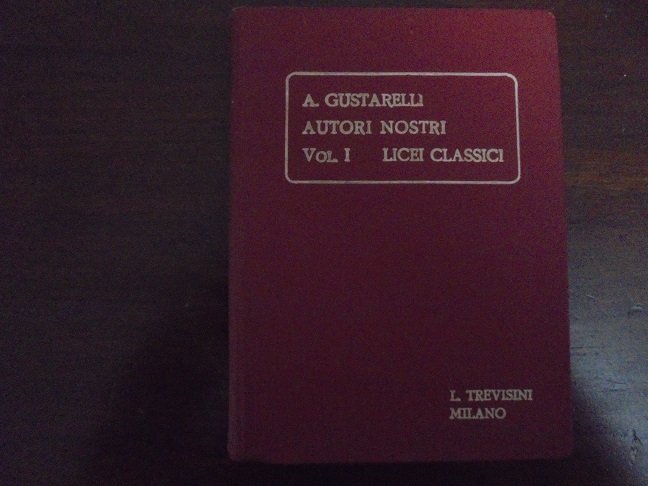 A. GUSTARELLI
AUTORI NOSTRI
VOL. I LICEI CLASSICI
L. TREVISINI
MILANO